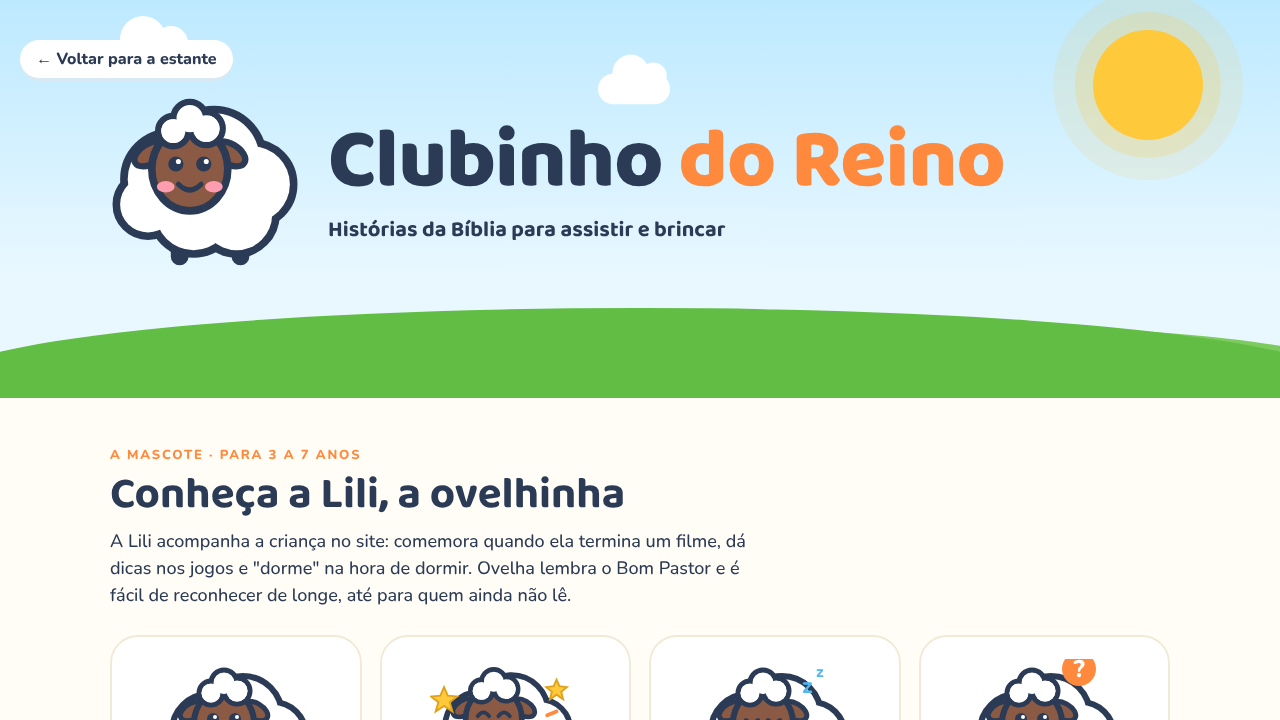 ← Voltar para a estante
Clubinho do Reino
Histórias da Bíblia para assistir e brincar
A MASCOTE · PARA 3 A 7 ANOS
Conheça a Lili, a ovelhinha
A Lili acompanha a criança no site: comemora quando ela termina um filme, dá
dicas nos jogos e "dorme" na hora de dormir. Ovelha lembra o Bom Pastor e é
fácil de reconhecer de longe, até para quem ainda não lê.
z
z
?